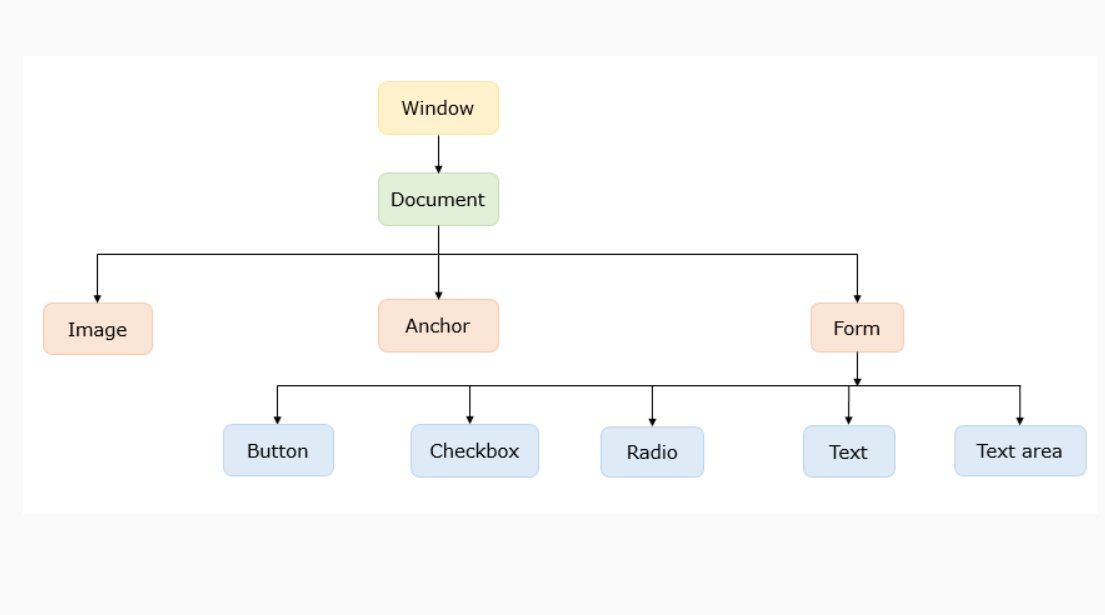 Window
Document
Image
Anchor
Form
Button
Checkbox
Radio
Text
Text area